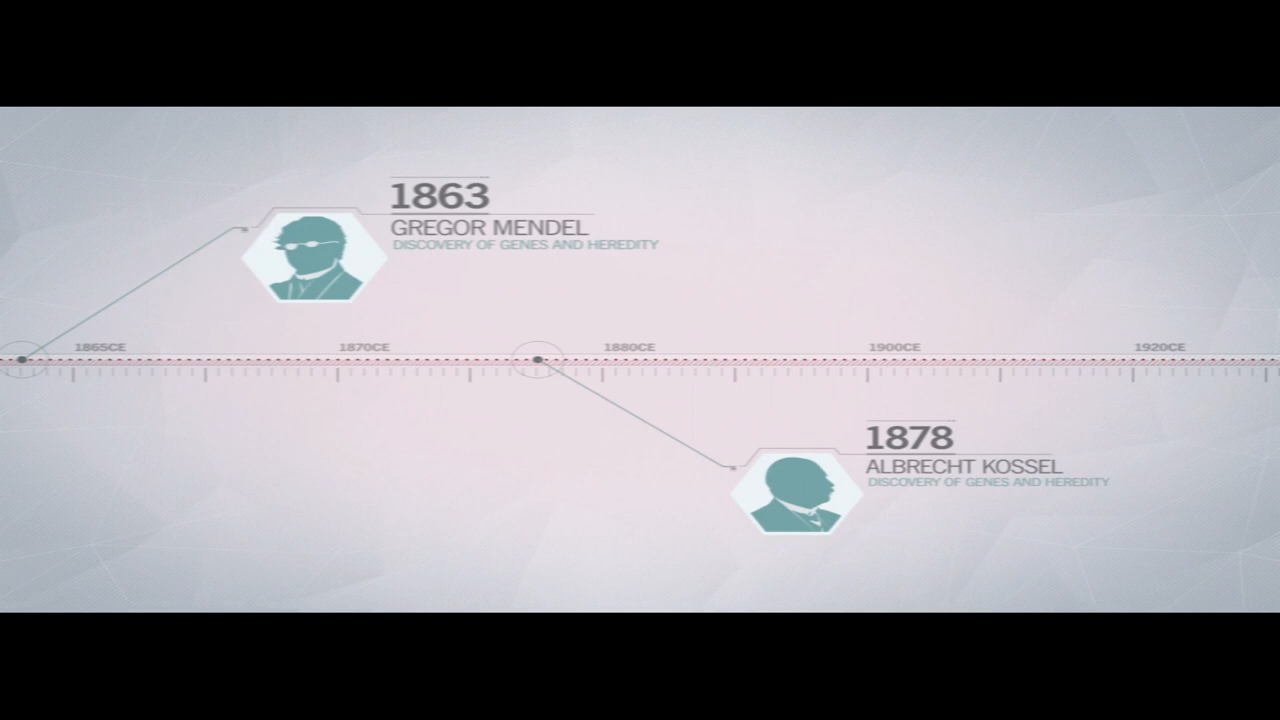 1863
GREGOR MENDEL
DISCOVERY OF GENES AND HEREDITY
1865CE
1870CE
1880CE
1900CE
1920CE
1878
ALBRECHT KOSSEL
DISCOVERY OF GENES AND HEREDITY